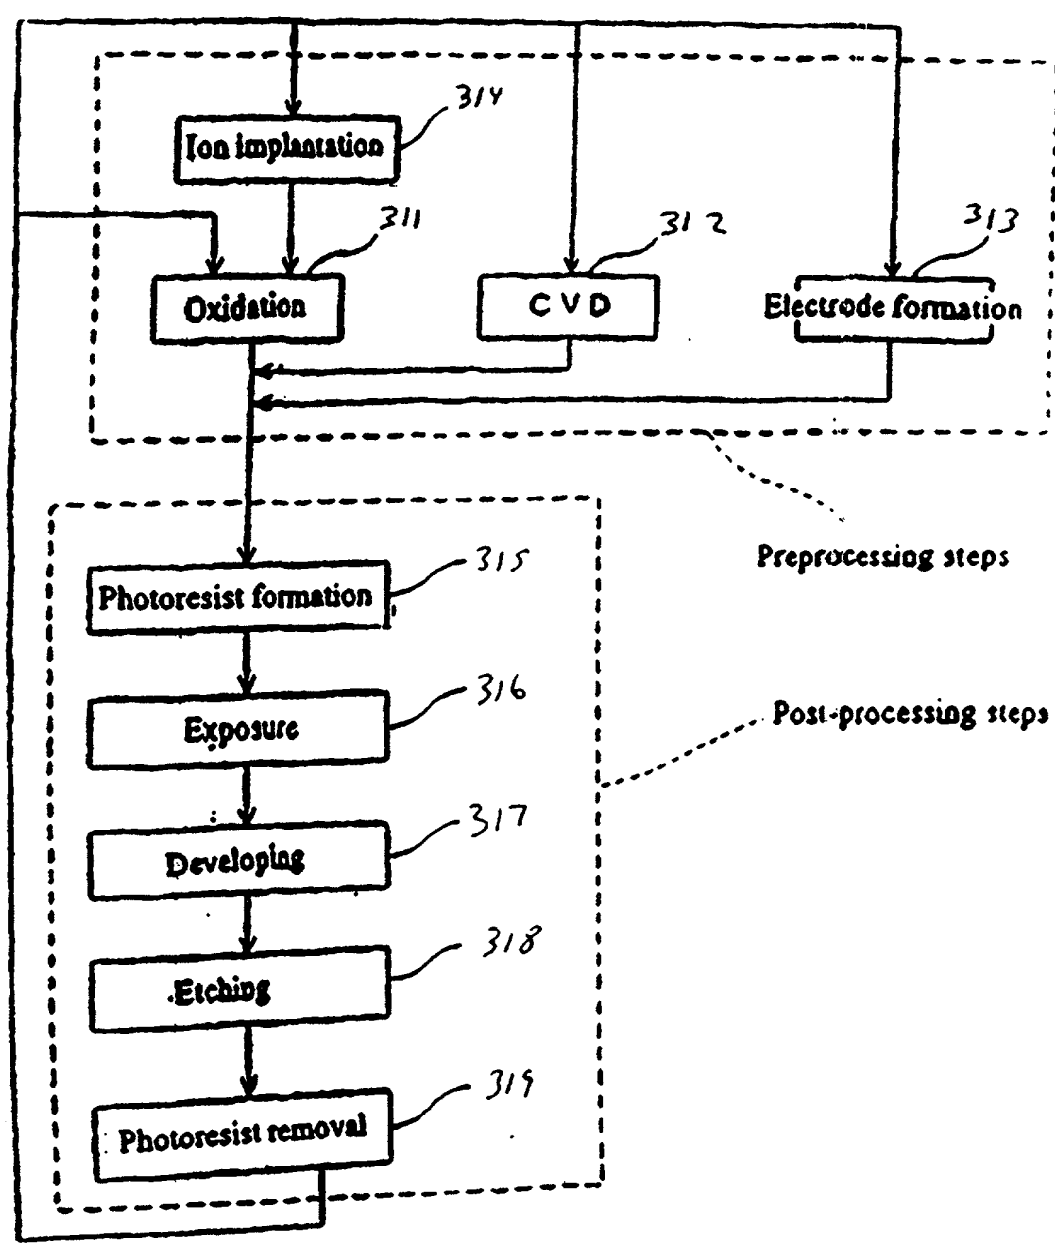 314
Ion implantation
311
312
313
Oxidation
CVD
Electrode formation
Preprocessing steps
315
Photoresist formation
316
Exposure
Post-processing steps
317
Developing
318
Etching
319
Photoresist removal